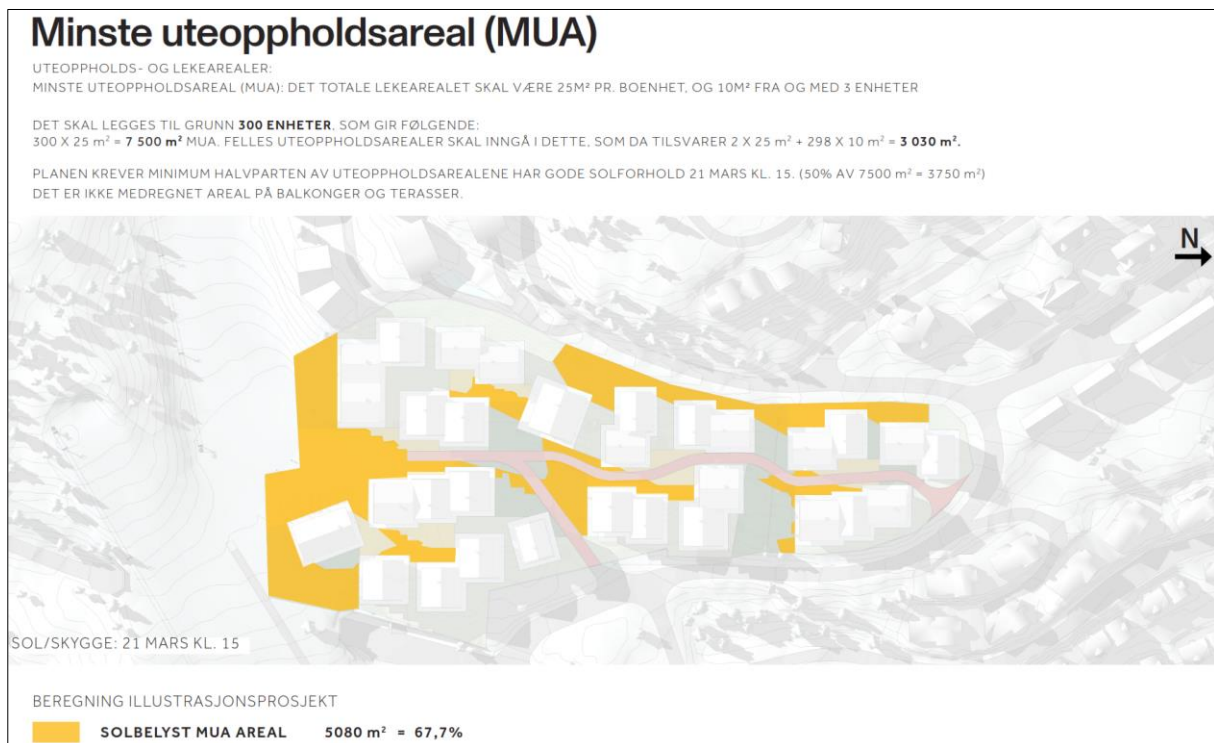 Minste uteoppholdsareal (MUA)
UTEOPPHOLDS- OG LEKEAREALER:
MINSTE UTEOPPHOLDSAREAL (MUA): DET TOTALE LEKEAREALET SKAL VÆRE 25M² PR. BOENHET, OG 10M² FRA OG MED 3 ENHETER
DET SKAL LEGGES TIL GRUNN 300 ENHETER, SOM GIR FØLGENDE:
300 X 25 m² = 7 500 m² MUA. FELLES UTEOPPHOLDSAREALER SKAL INNGÅ I DETTE, SOM DA TILSVARER 2 X 25 m² + 298 X 10 m² = 3 030 m².
PLANEN KREVER MINIMUM HALVPARTEN AV UTEOPPHOLDSAREALENE HAR GODE SOLFORHOLD 21 MARS KL. 15. (50% AV 7500 m² = 3750 m²)
DET ER IKKE MEDREGNET AREAL PÅ BALKONGER OG TERASSER.
N
SOL/SKYGGE: 21 MARS KL. 15
BEREGNING ILLUSTRASJONSPROSJEKT
SOLBELYST MUA AREAL 5080 m² = 67,7%